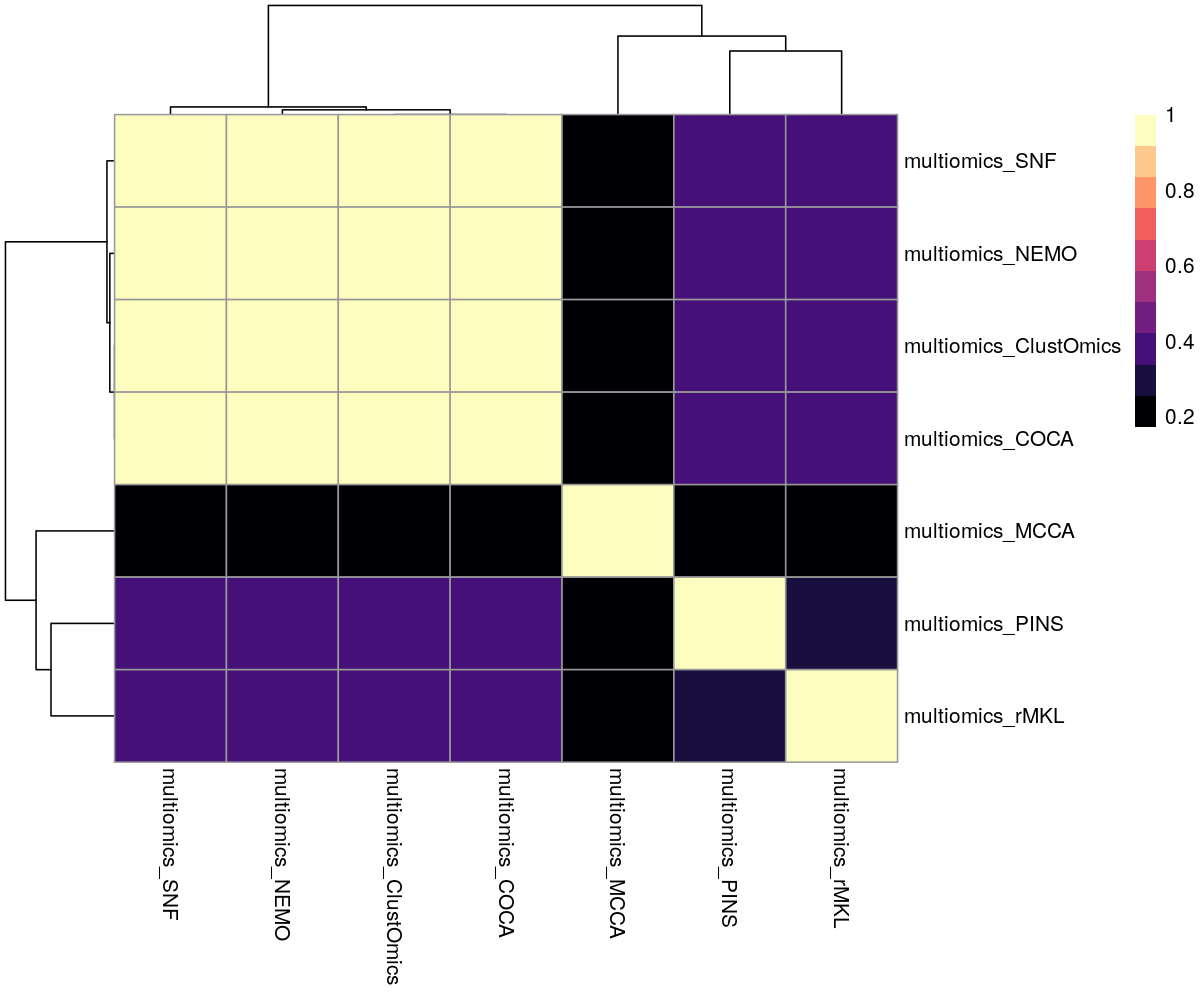 1
multiomics_SNF
0.8
multiomics_NEMO
0.6
multiomics_ClustOmics
0.4
0.2
multiomics_COCA
multiomics_MCCA
multiomics_PINS
multiomics_rMKL
multiomics_SNF
multiomics_NEMO
multiomics_ClustOmics
multiomics_COCA
multiomics_MCCA
multiomics_PINS
multiomics_rMKL